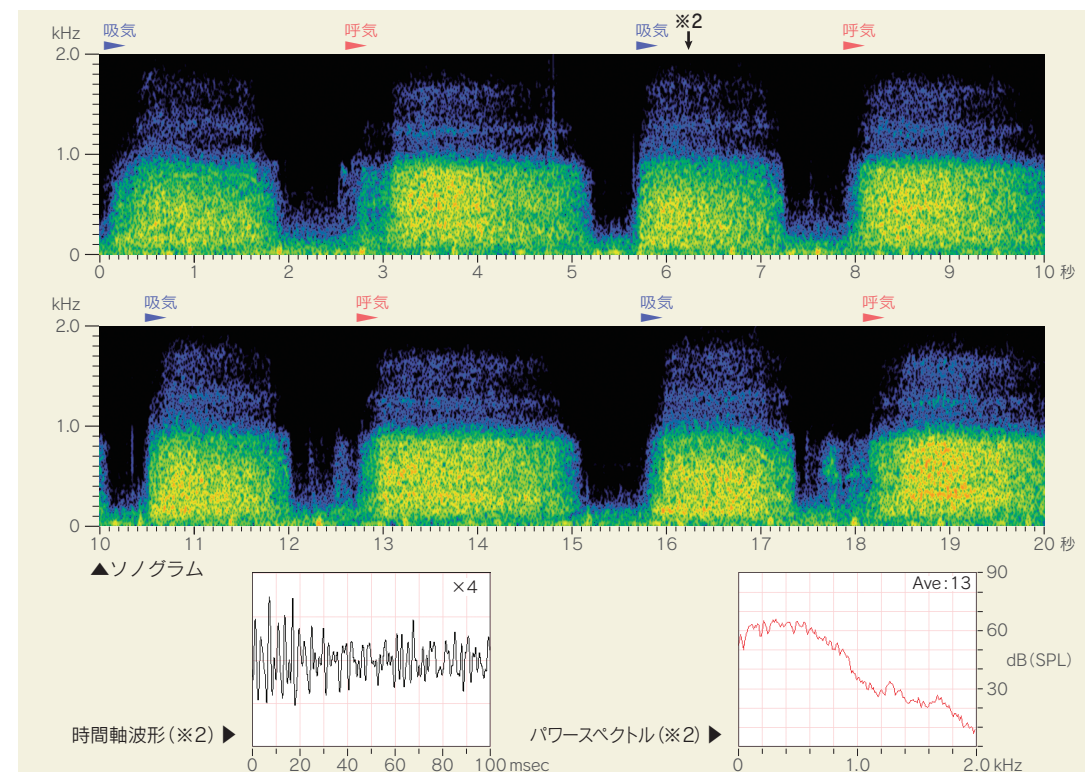 kHz 吸気 呼気 吸気 ※2 呼気
2.0
1.0
0
0 1 2 3 4 5 6 7 8 9 10 秒
kHz 吸気 呼気 吸気 呼気
2.0
1.0
0
10 11 12 13 14 15 16 17 18 19 20 秒
▲ソノグラム
×4
Ave:13
90
60
dB(SPL)
30
時間軸波形(※2)▶
パワースペクトル(※2)▶
0 20 40 60 80 100 msec
0 1.0 2.0 kHz